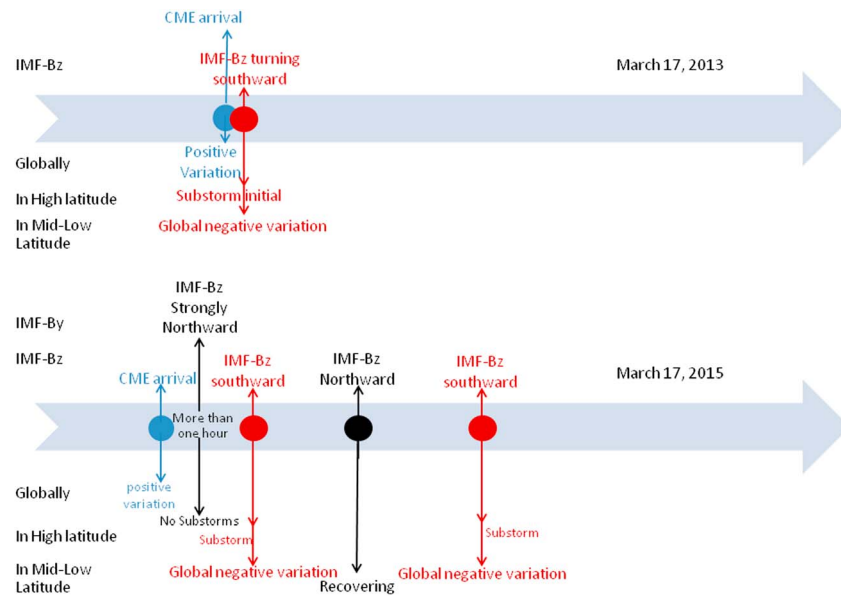 CME arrival
IMF-Bz turning
southward
IMF-Bz
March 17, 2013
Positive
Variation
Globally
In High latitude
Substorm initial
In Mid-Low
Latitude
Global negative variation
IMF-Bz
Strongly
Northward
IMF-By
IMF-Bz
CME arrival
IMF-Bz
southward
IMF-Bz
Northward
IMF-Bz
southward
March 17, 2015
More than
one hour
positive
variation
Globally
No Substorms
In High latitude
Substorm
Substorm
In Mid-Low
Latitude
Global negative variation
Recovering
Global negative variation